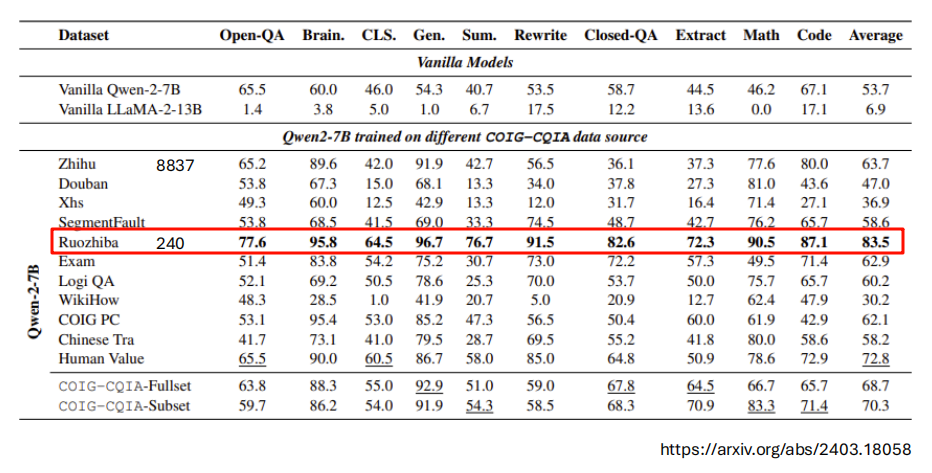 Dataset Open-QA Brain. CLS. Gen. Sum. Rewrite Closed-QA Extract Math Code Average
Vanilla Models
Vanilla Qwen-2-7B 65.5 60.0 46.0 54.3 40.7 53.5 58.7 44.5 46.2 67.1 53.7
Vanilla LLaMA-2-13B 1.4 3.8 5.0 1.0 6.7 17.5 12.2 13.6 0.0 17.1 6.9
Qwen2-7B trained on different COIG-CQIA data source
Zhihu 8837 65.2 89.6 42.0 91.9 42.7 56.5 36.1 37.3 77.6 80.0 63.7
Douban 53.8 67.3 15.0 68.1 13.3 34.0 37.8 27.3 81.0 43.6 47.0
Xhs 49.3 60.0 12.5 42.9 13.3 12.0 31.7 16.4 71.4 27.1 36.9
SegmentFault 53.8 68.5 41.5 69.0 33.3 74.5 48.7 42.7 76.2 65.7 58.6
Ruozhiba 240 77.6 95.8 64.5 96.7 76.7 91.5 82.6 72.3 90.5 87.1 83.5
Exam 51.4 83.8 54.2 75.2 30.7 73.0 72.2 57.3 49.5 71.4 62.9
Logi QA 52.1 69.2 50.5 78.6 25.3 70.0 53.7 50.0 75.7 65.7 60.2
WikiHow 48.3 28.5 1.0 41.9 20.7 5.0 20.9 12.7 62.4 47.9 30.2
COIG PC 53.1 95.4 53.0 85.2 47.3 56.5 50.4 60.0 61.9 42.9 62.1
Chinese Tra 41.7 73.1 41.0 79.5 28.7 69.5 55.2 41.8 80.0 58.6 58.2
Human Value 65.5 90.0 60.5 86.7 58.0 85.0 64.8 50.9 78.6 72.9 72.8
Qwen-2-7B
COIG-CQIA-Fullset 63.8 88.3 55.0 92.9 51.0 59.0 67.8 64.5 66.7 65.7 68.7
COIG-CQIA-Subset 59.7 86.2 54.0 91.9 54.3 58.5 68.3 70.9 83.3 71.4 70.3
https://arxiv.org/abs/2403.18058